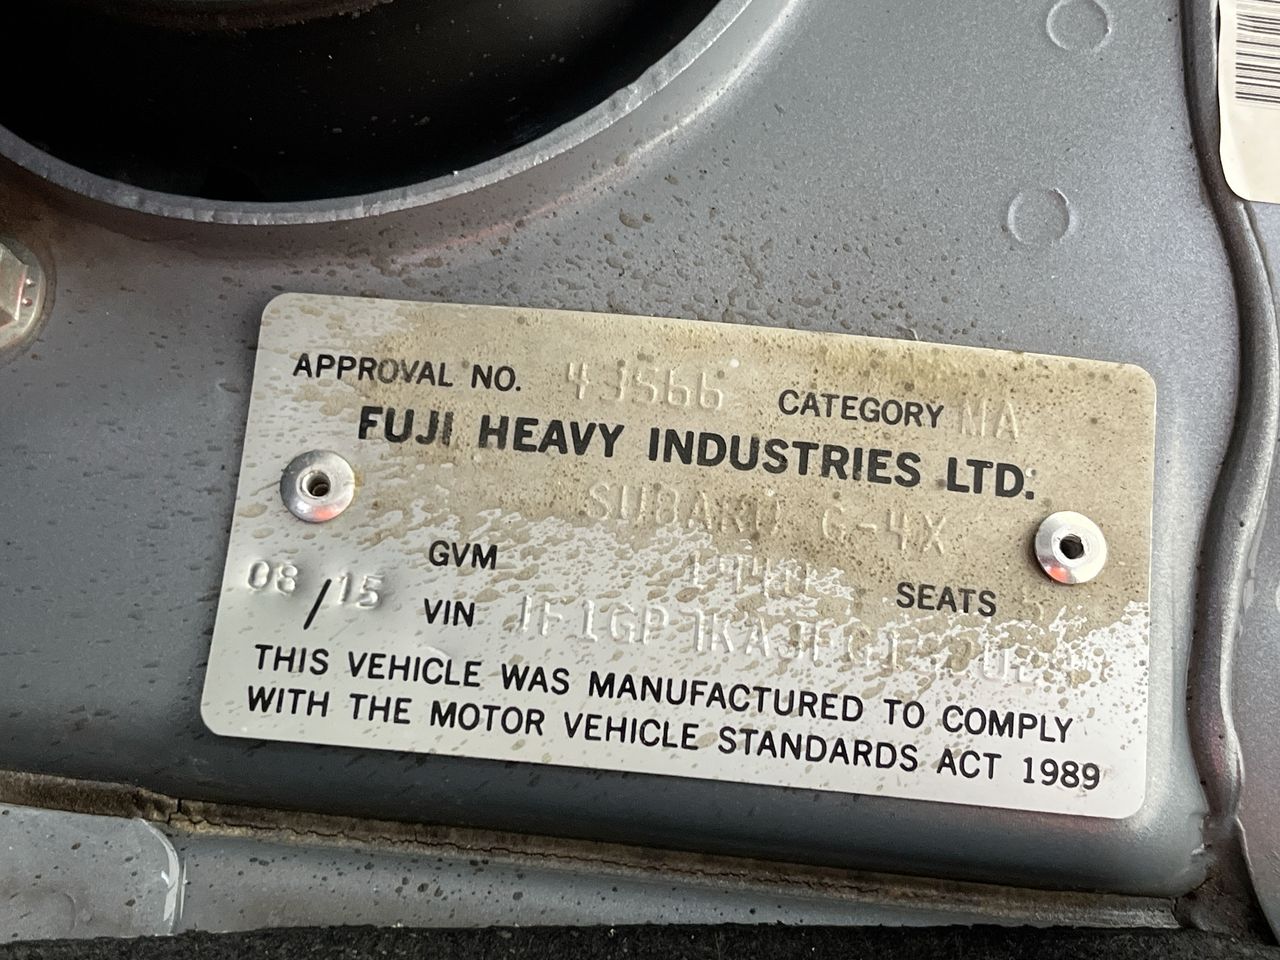 APPROVAL NO. 43566 CATEGORY MA
FUJI HEAVY INDUSTRIES LTD.
SUBARU G-4X
GVM SEATS 5
08/15 VIN
THIS VEHICLE WAS MANUFACTURED TO COMPLY
WITH THE MOTOR VEHICLE STANDARDS ACT 1989